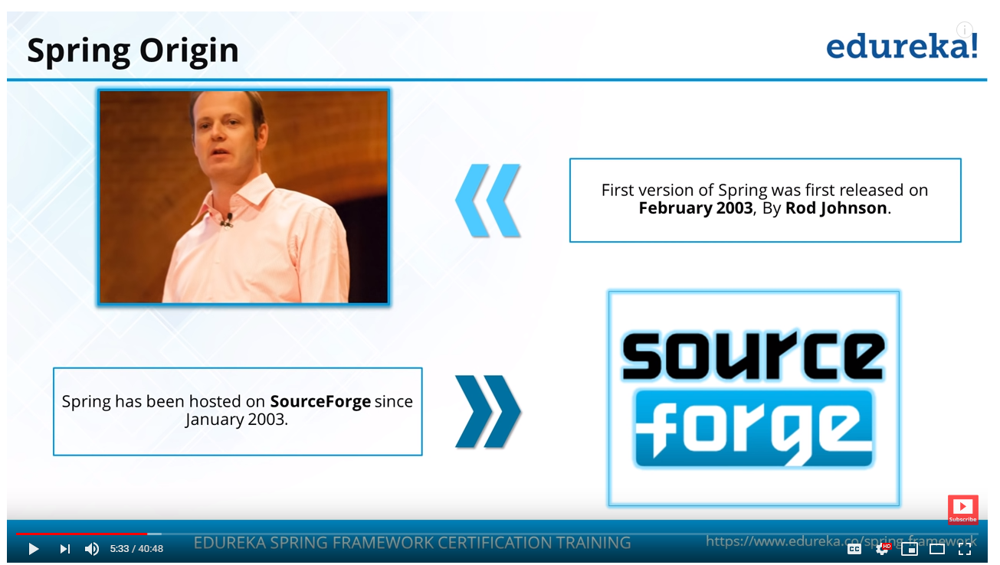 Spring Origin
edureka!
First version of Spring was first released on
February 2003, By Rod Johnson.
Spring has been hosted on SourceForge since
January 2003.
source
forge
Subscribe
5:33 / 40:48
EDUREKA SPRING FRAMEWORK CERTIFICATION TRAINING
https://www.edureka.co/spring-framework
CC
HD